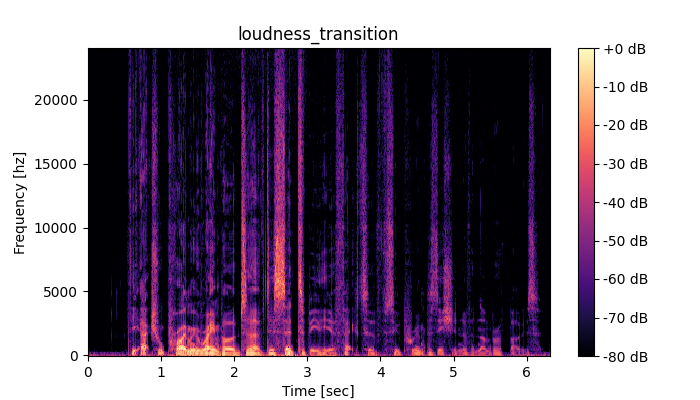 loudness_transition
+0 dB
-10 dB
-20 dB
-30 dB
-40 dB
-50 dB
-60 dB
-70 dB
-80 dB
20000
15000
10000
5000
0
Frequency [hz]
0 1 2 3 4 5 6
Time [sec]